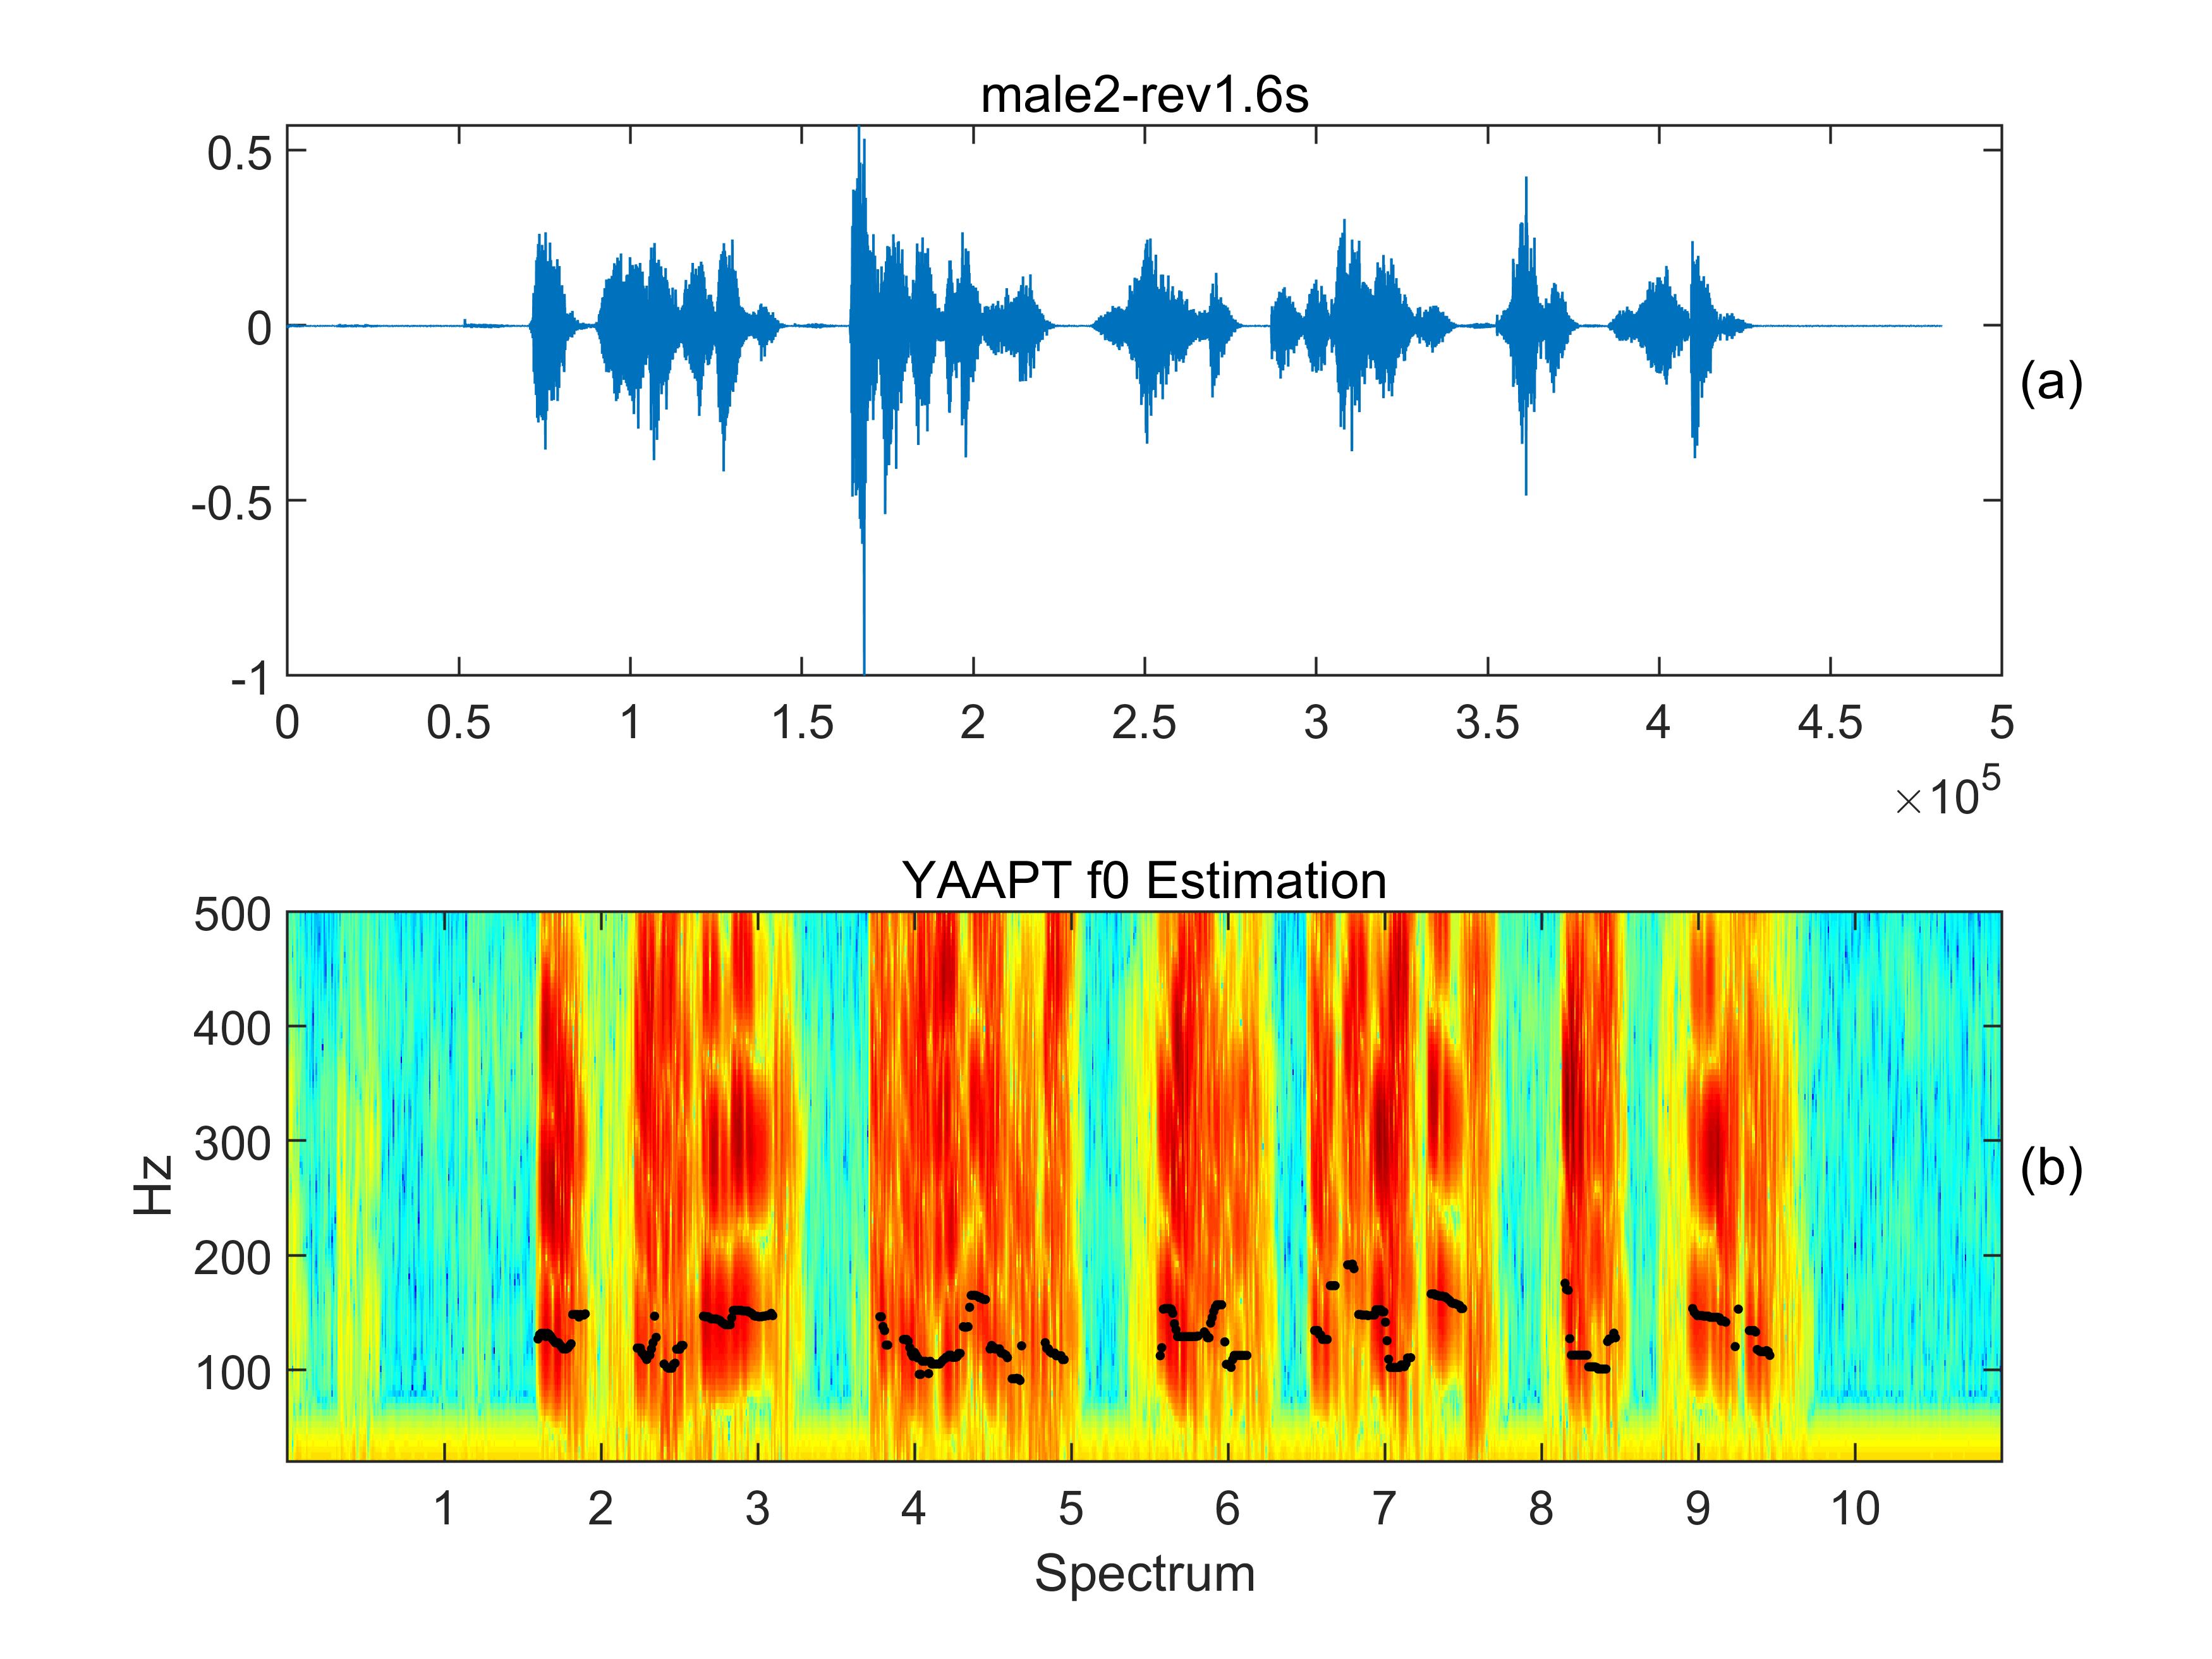 male2-rev1.6s
0.5
0
-0.5
-1
(a)
0 0.5 1 1.5 2 2.5 3 3.5 4 4.5 5
×10⁵
YAAPT f0 Estimation
500
400
300
200
100
Hz
(b)
1 2 3 4 5 6 7 8 9 10
Spectrum